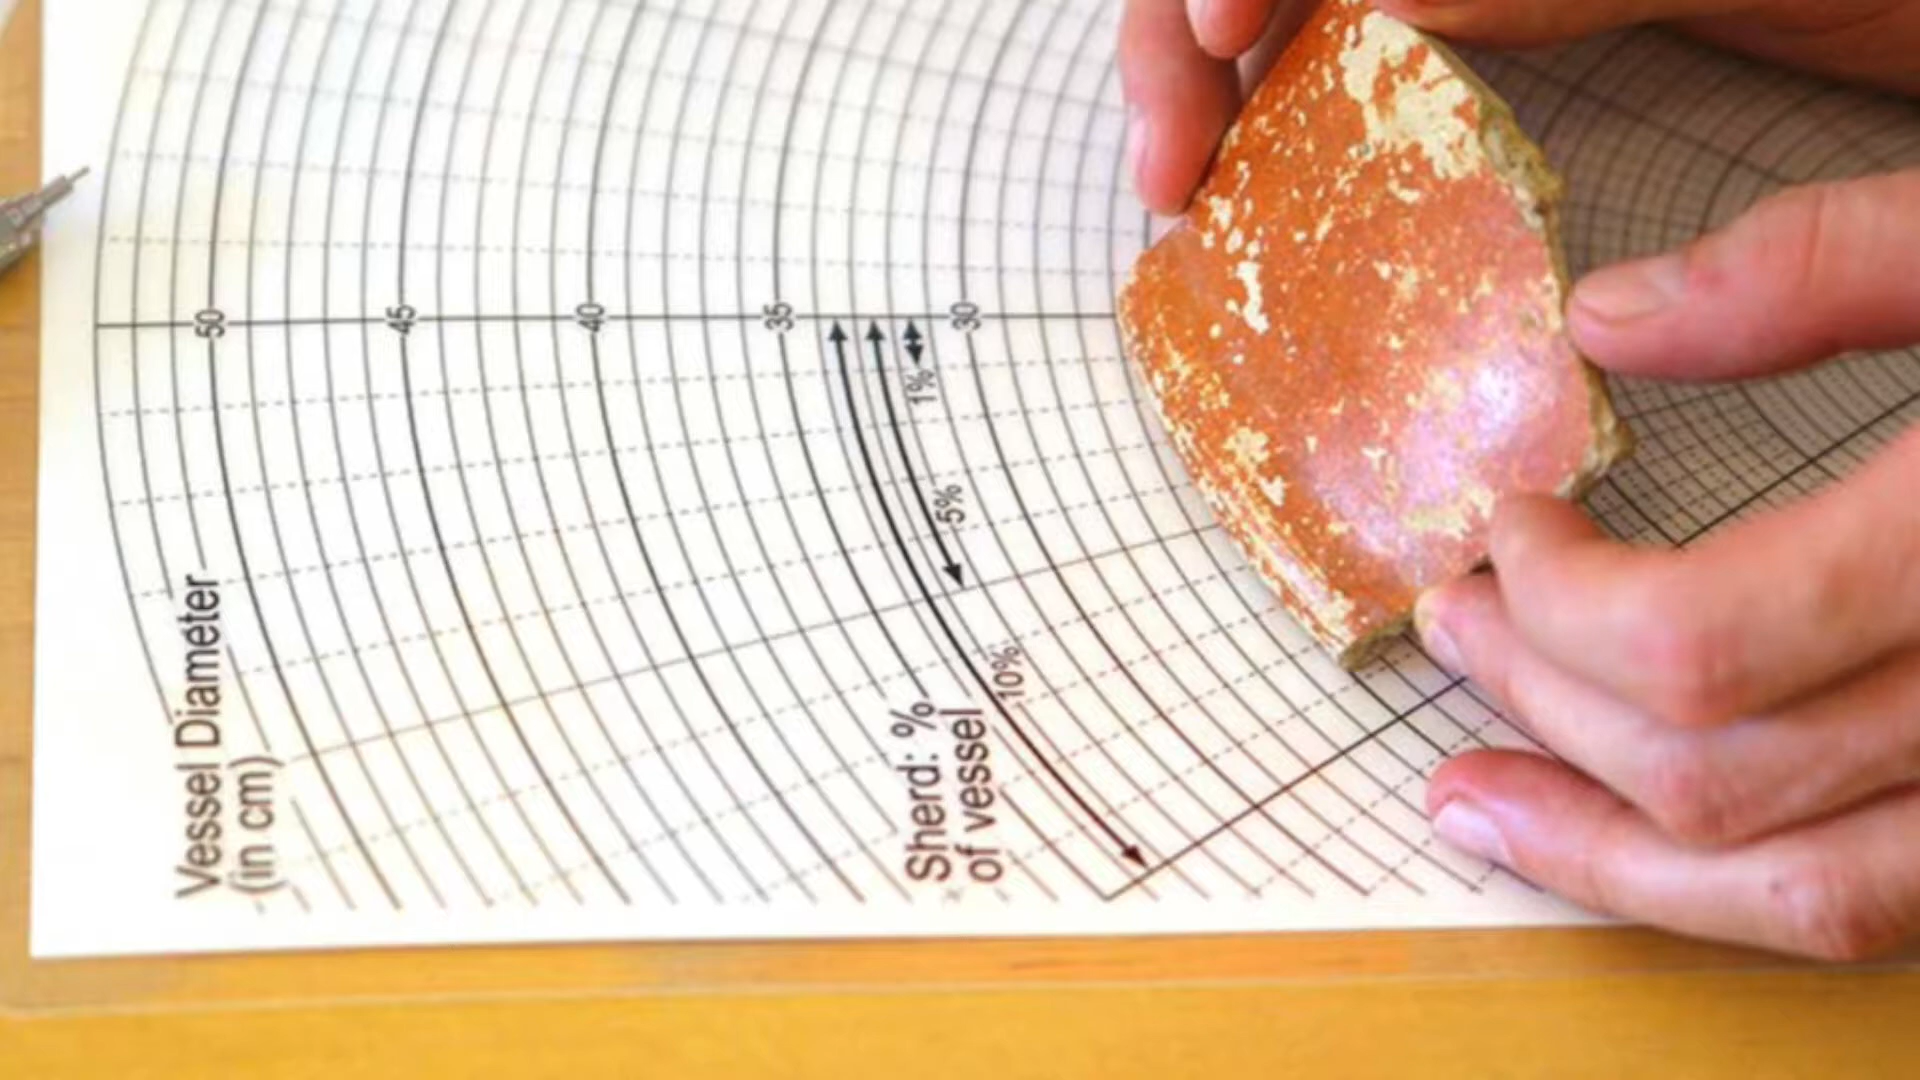 50
45
40
35
30
1%
5%
10%
Vessel Diameter
(in cm)
Sherd: %
of vessel